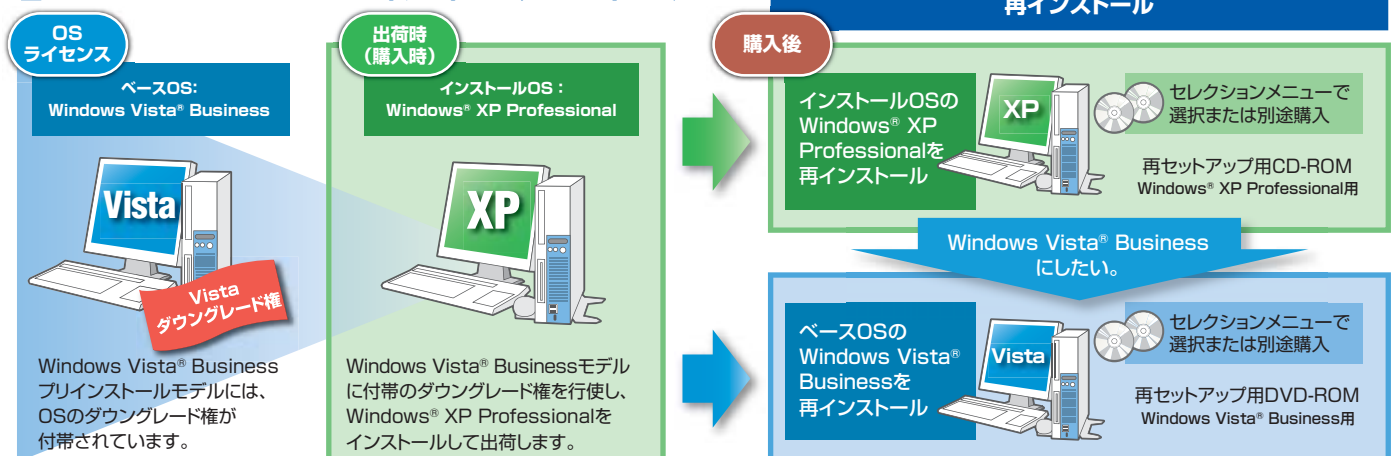 再インストール
OS
ライセンス
ベースOS:
Windows Vista® Business
Vista
Vista
ダウングレード権
Windows Vista® Business
プリインストールモデルには、
OSのダウングレード権が
付帯されています。
出荷時
(購入時)
インストールOS：
Windows® XP Professional
XP
Windows Vista® Businessモデル
に付帯のダウングレード権を行使し、
Windows® XP Professionalを
インストールして出荷します。
購入後
インストールOSの
Windows® XP
Professionalを
再インストール
XP
セレクションメニューで
選択または別途購入
再セットアップ用CD-ROM
Windows® XP Professional用
Windows Vista® Business
にしたい。
ベースOSの
Windows Vista®
Businessを
再インストール
Vista
セレクションメニューで
選択または別途購入
再セットアップ用DVD-ROM
Windows Vista® Business用